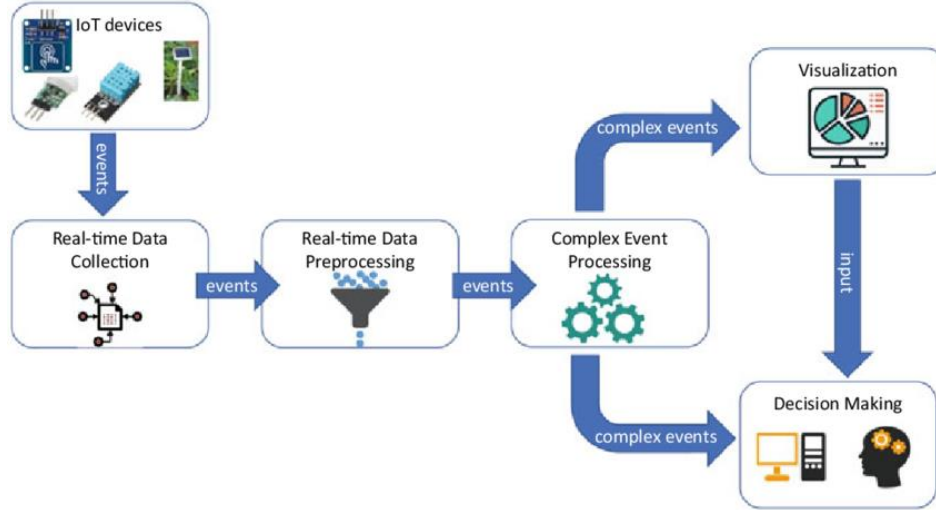 IoT devices
events
Real-time Data
Collection
events
Real-time Data
Preprocessing
events
Complex Event
Processing
complex events
Visualization
input
complex events
Decision Making